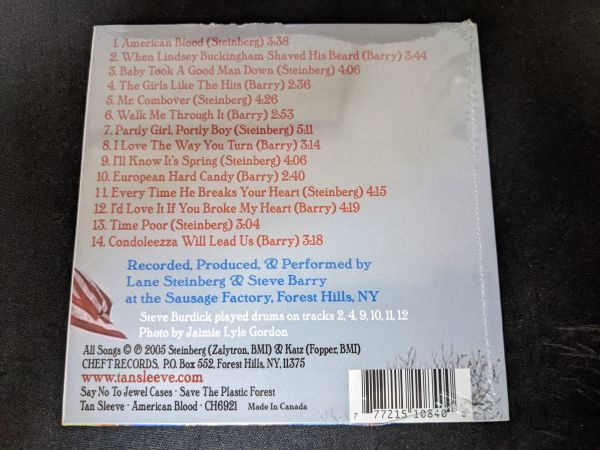 1. American Blood (Steinberg) 3:38
2. When Lindsey Buckingham Shaved His Beard (Barry) 3:44
3. Baby Took A Good Man Down (Steinberg) 4:06
4. The Girls Like The Hits (Barry) 2:36
5. Mr. Combover (Steinberg) 4:26
6. Walk Me Through It (Barry) 2:53
7. Partly Girl, Portly Boy (Steinberg) 5:11
8. I Love The Way You Turn (Barry) 3:14
9. I'll Know It's Spring (Steinberg) 4:06
10. European Hard Candy (Barry) 2:40
11. Every Time He Breaks Your Heart (Steinberg) 4:15
12. I'd Love It If You Broke My Heart (Barry) 4:19
13. Time Poor (Steinberg) 3:04
14. Condoleezza Will Lead Us (Barry) 3:18
Recorded, Produced, & Performed by
Lane Steinberg & Steve Barry
at the Sausage Factory, Forest Hills, NY
Steve Burdick played drums on tracks 2, 4, 9, 10, 11, 12
Photo by Jaimie Lyle Gordon
All Songs © ℗ 2005 Steinberg (Zalytron, BMI) & Katz (Fopper, BMI)
CHEFT RECORDS, P.O. Box 552, Forest Hills, NY, 11375
www.tansleeve.com
Say No To Jewel Cases · Save The Plastic Forest
Tan Sleeve · American Blood · CH6921 Made In Canada
7 77215 10840